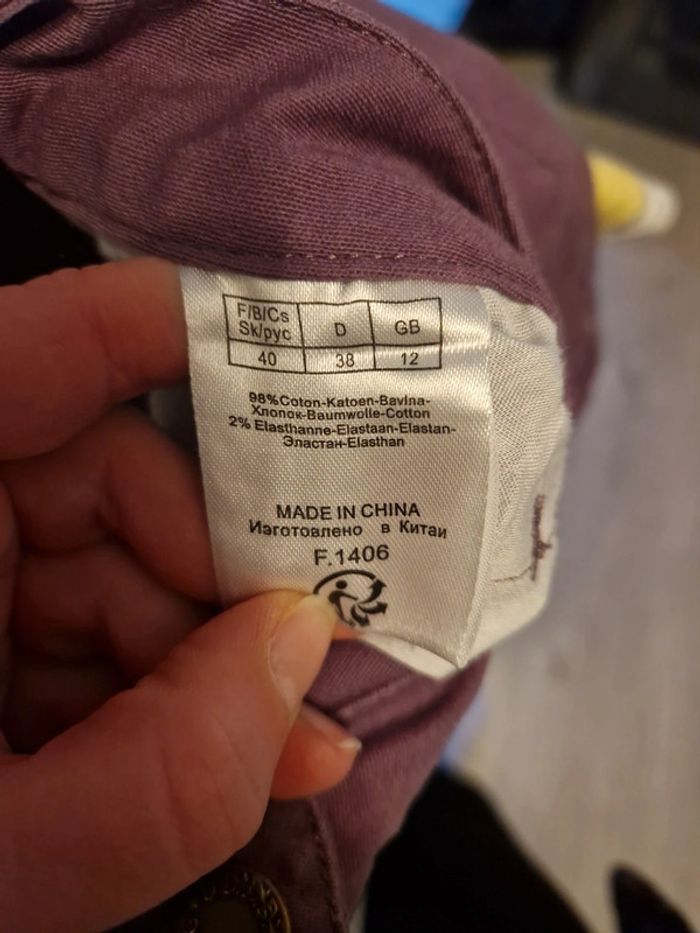 F/B/Cs D GB
Sk/рус
40 38 12
98%Coton-Katoen-Bavlna-
Хлопок-Baumwolle-Cotton
2% Elasthanne-Elastaan-Elastan-
Эластан-Elasthan
MADE IN CHINA
Изготовлено в Китаи
F.1406